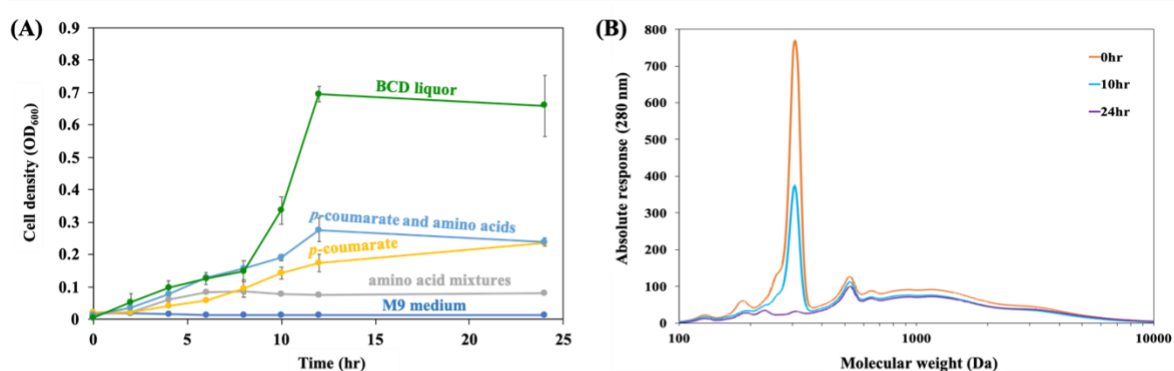 (A)
0.9
0.8
0.7
0.6
0.5
0.4
0.3
0.2
0.1
0
Cell density (OD600)
BCD liquor
p-coumarate and amino acids
p-coumarate
amino acid mixtures
M9 medium
0 5 10 15 20 25
Time (hr)
(B)
800
700
600
500
400
300
200
100
0
Absolute response (280 nm)
0hr
10hr
24hr
100 1000 10000
Molecular weight (Da)